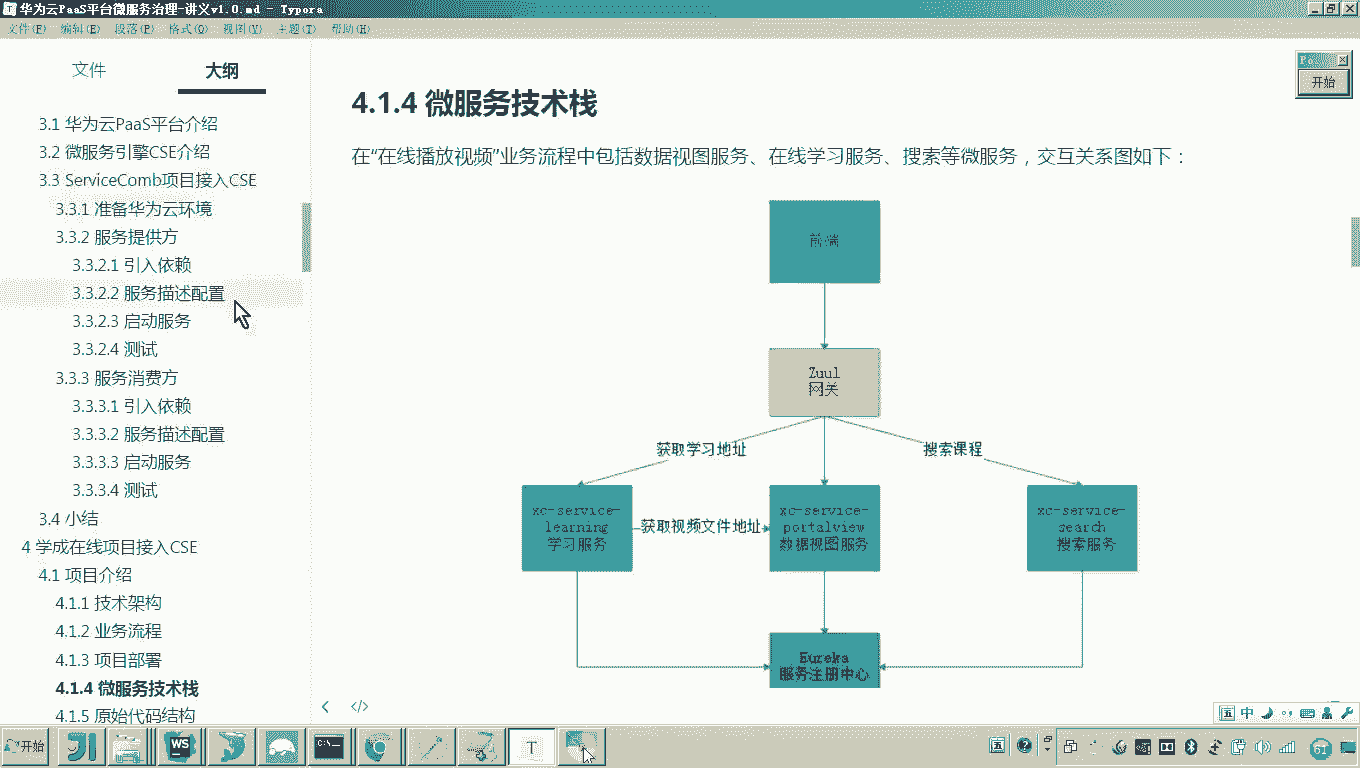 华为云PaaS平台微服务治理-讲义v1.0.md - Typora
文件(F) 编辑(E) 段落(P) 格式(O) 视图(V) 主题(T) 帮助(H)
文件 大纲
3.1 华为云PaaS平台介绍
3.2 微服务引擎CSE介绍
3.3 ServiceComb项目接入CSE
3.3.1 准备华为云环境
3.3.2 服务提供方
3.3.2.1 引入依赖
3.3.2.2 服务描述配置
3.3.2.3 启动服务
3.3.2.4 测试
3.3.3 服务消费方
3.3.3.1 引入依赖
3.3.3.2 服务描述配置
3.3.3.3 启动服务
3.3.3.4 测试
3.4 小结
4 学成在线项目接入CSE
4.1 项目介绍
4.1.1 技术架构
4.1.2 业务流程
4.1.3 项目部署
4.1.4 微服务技术栈
4.1.5 原始代码结构
4.1.4 微服务技术栈
在“在线播放视频”业务流程中包括数据视图服务、在线学习服务、搜索等微服务，交互关系图如下：
前端
Zuul
网关
获取学习地址
搜索课程
xc-service-
learning
学习服务
获取视频文件地址
xc-service-
portalview
数据视图服务
xc-service-
search
搜索服务
Eureka
服务注册中心
开始
五 中
开始
WS
T
五